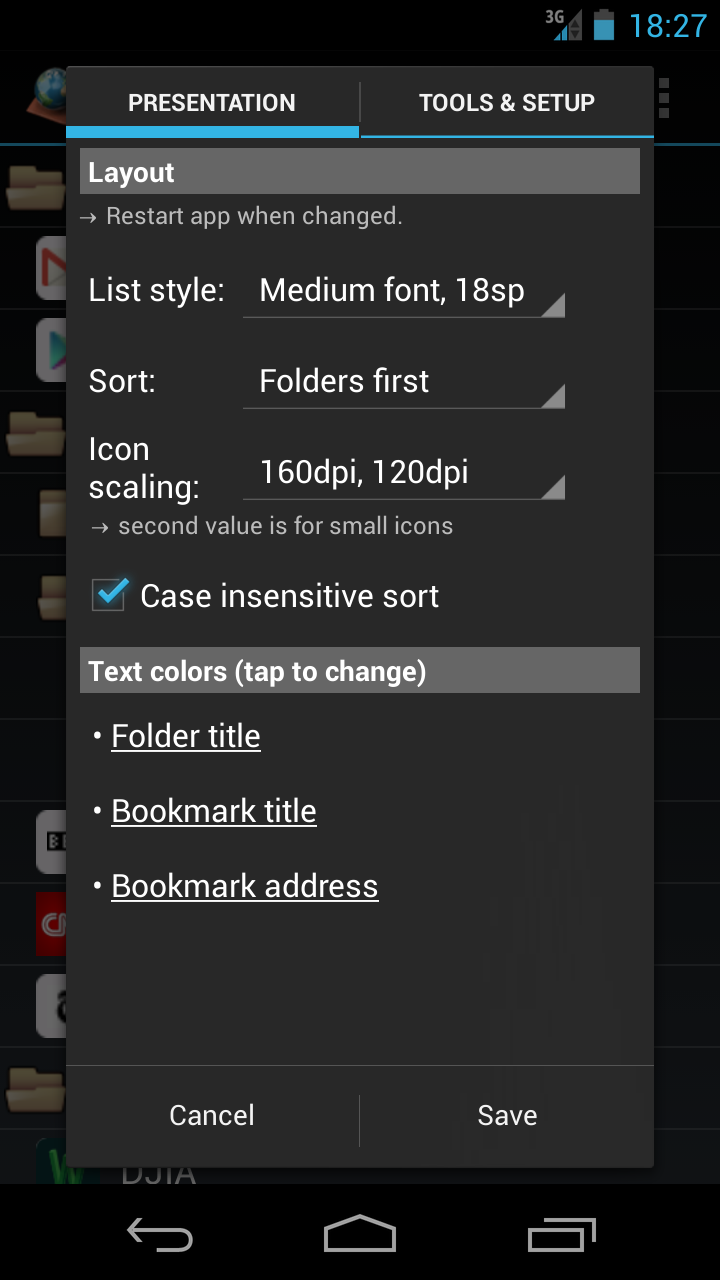 3G 18:27
PRESENTATION TOOLS & SETUP
Layout
→ Restart app when changed.
List style: Medium font, 18sp
Sort: Folders first
Icon
scaling: 160dpi, 120dpi
→ second value is for small icons
Case insensitive sort
Text colors (tap to change)
• Folder title
• Bookmark title
• Bookmark address
Cancel Save
DJIA